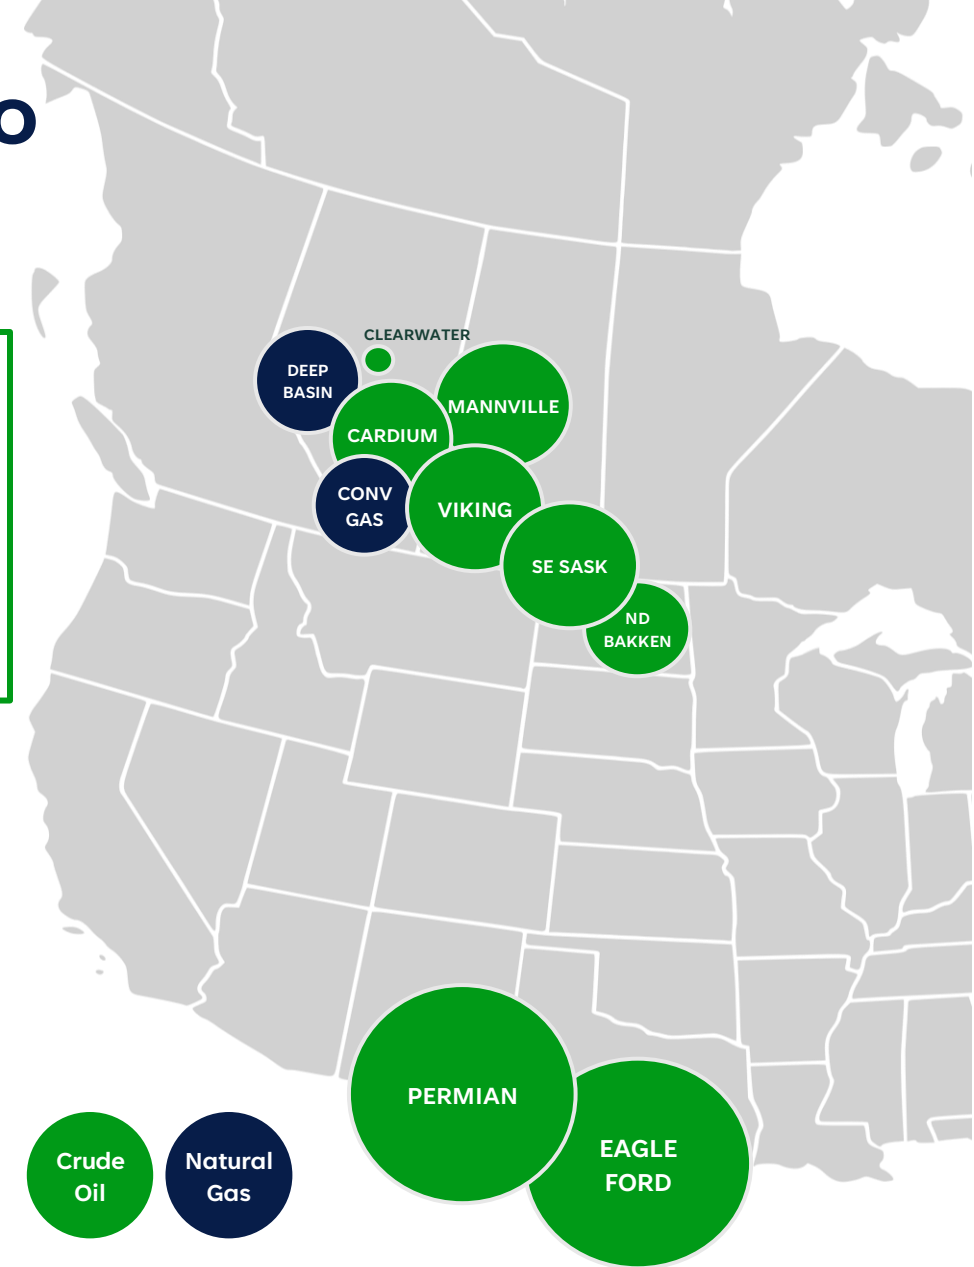 o
CLEARWATER
DEEP
BASIN
MANNVILLE
CARDIUM
CONV
GAS
VIKING
SE SASK
ND
BAKKEN
PERMIAN
EAGLE
FORD
Crude
Oil
Natural
Gas